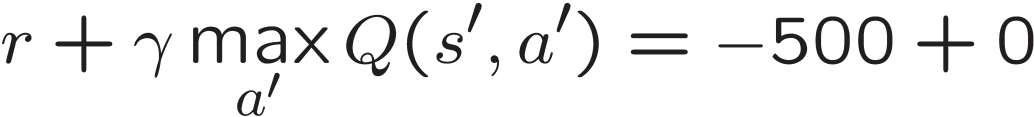 r + γ max_{a′} Q(s′, a′) = −500 + 0